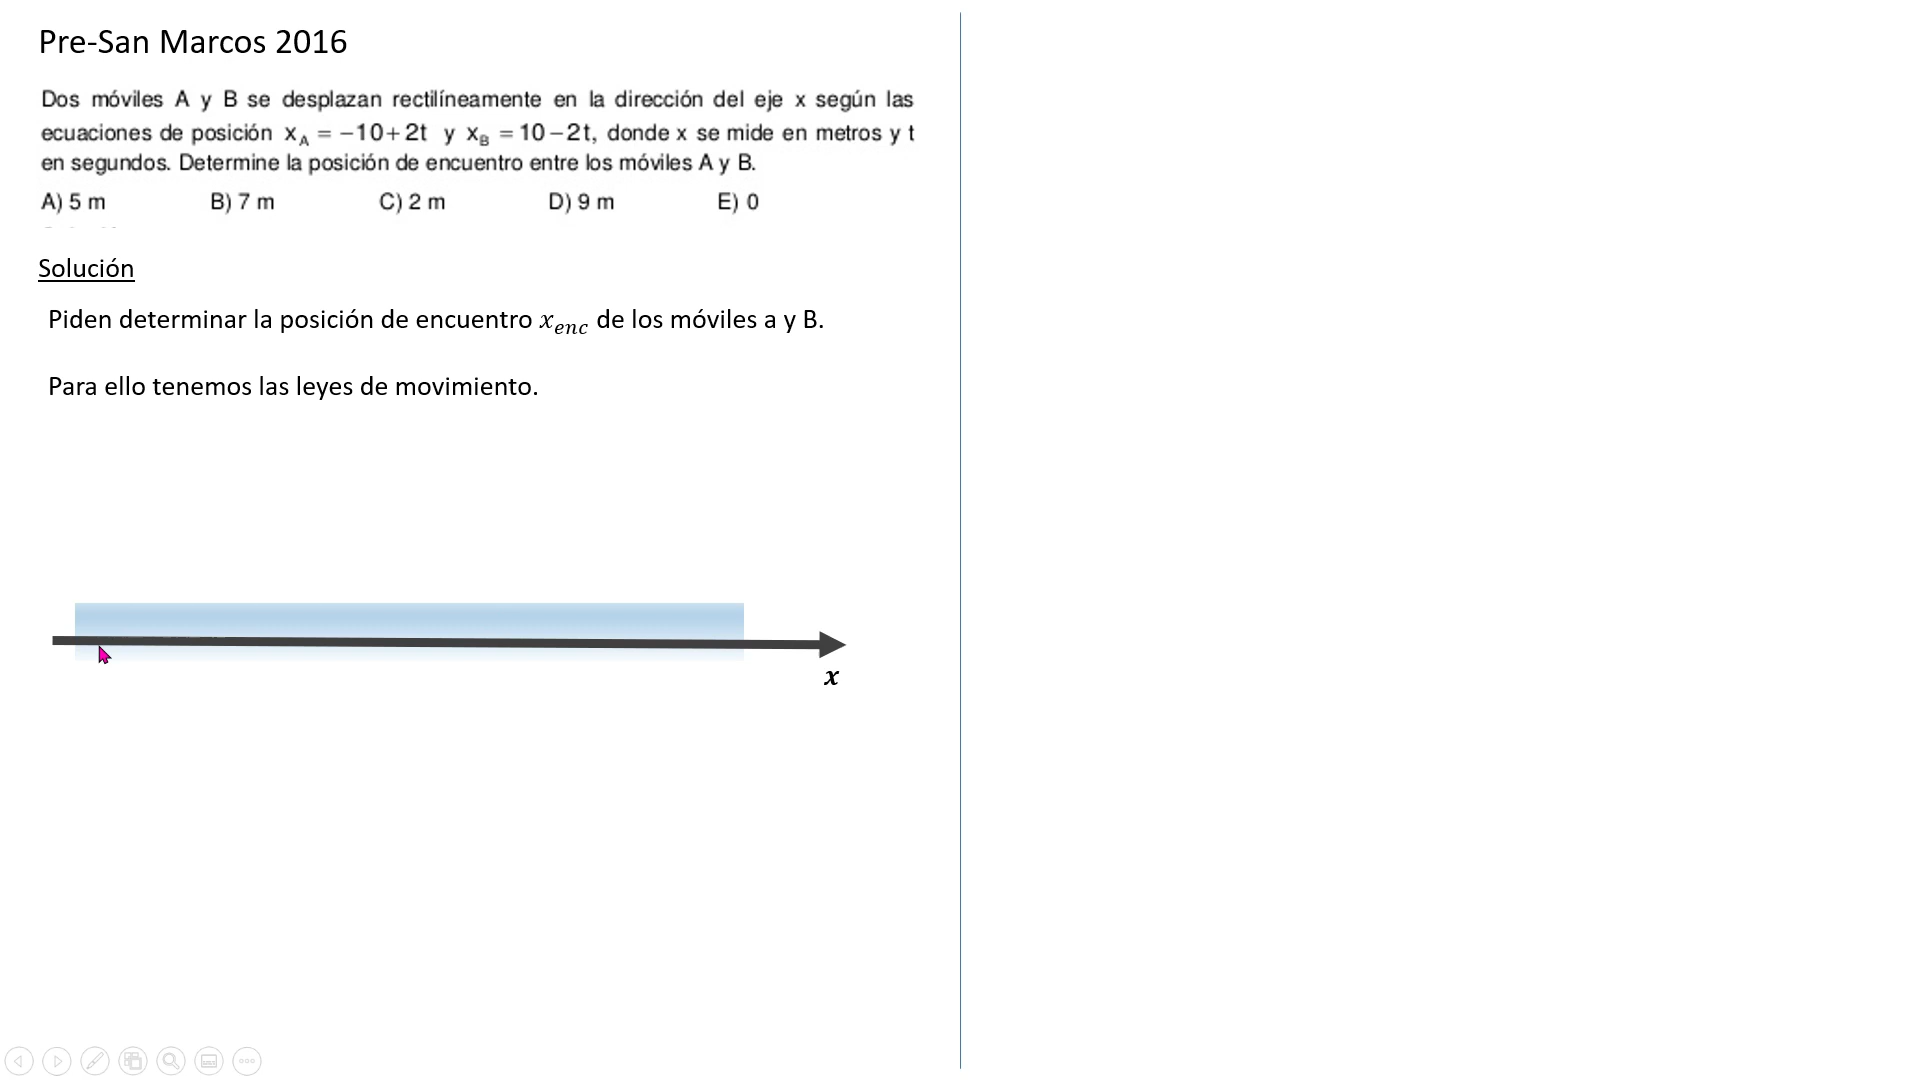 Pre-San Marcos 2016
Dos móviles A y B se desplazan rectilíneamente en la dirección del eje x según las
ecuaciones de posición x_A = −10+2t y x_B = 10−2t, donde x se mide en metros y t
en segundos. Determine la posición de encuentro entre los móviles A y B.
A) 5 m B) 7 m C) 2 m D) 9 m E) 0
Solución
Piden determinar la posición de encuentro x_enc de los móviles a y B.
Para ello tenemos las leyes de movimiento.
x